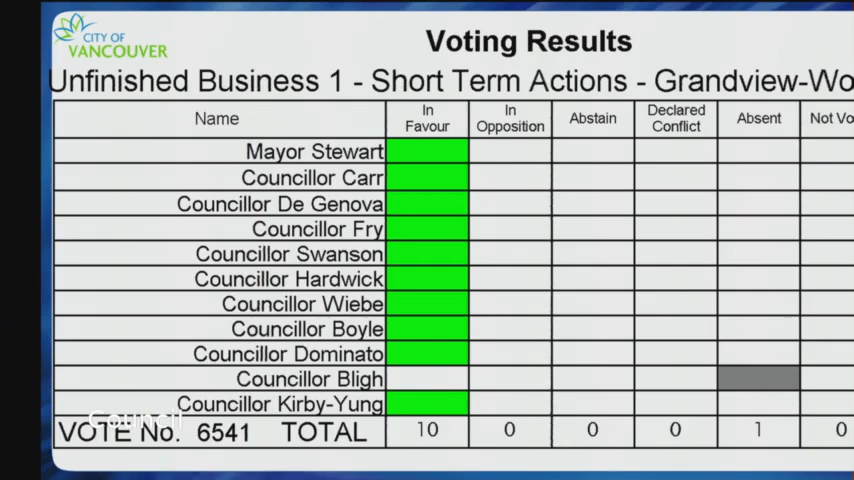 CITY OF
VANCOUVER
Voting Results
Unfinished Business 1 - Short Term Actions - Grandview-Wo
Name In Favour In Opposition Abstain Declared Conflict Absent Not Vo
Mayor Stewart
Councillor Carr
Councillor De Genova
Councillor Fry
Councillor Swanson
Councillor Hardwick
Councillor Wiebe
Councillor Boyle
Councillor Dominato
Councillor Bligh
Councillor Kirby-Yung
Council
VOTE No. 6541 TOTAL 10 0 0 0 1 0